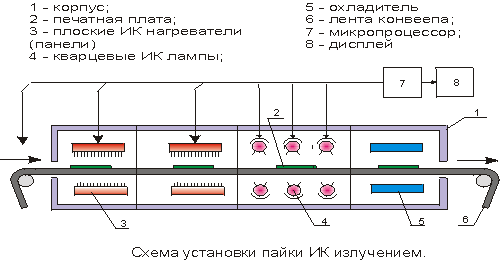 1 - корпус;
2 - печатная плата;
3 - плоские ИК нагреватели
(панели)
4 - кварцевые ИК лампы;
5 - охладитель
6 - лента конвеепа;
7 - микропроцессор;
8 - дисплей
7
8
1
2
3
4
5
6
Схема установки пайки ИК излучением.